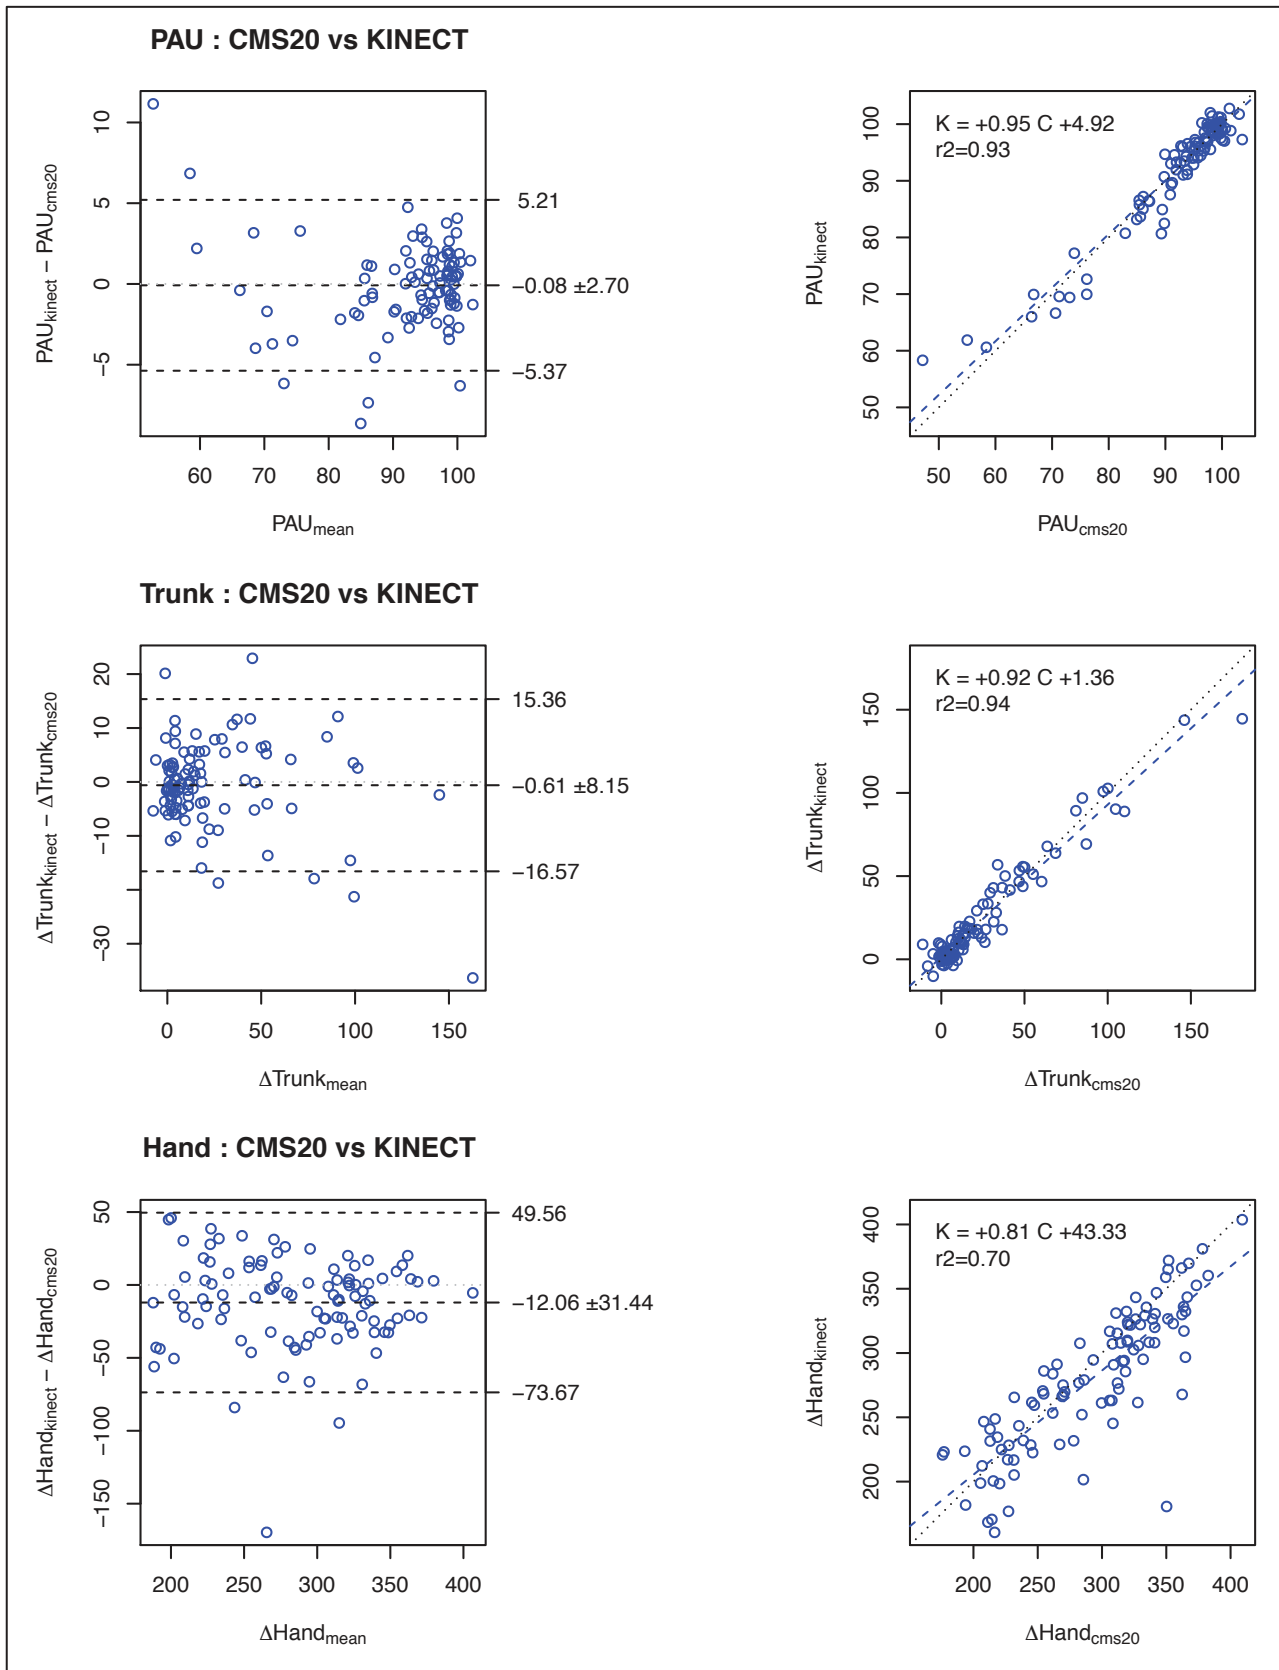 PAU : CMS20 vs KINECT
PAUkinect − PAUcms20
10
5
0
−5
5.21
−0.08 ±2.70
−5.37
60 70 80 90 100
PAUmean
K = +0.95 C +4.92
r2=0.93
PAUkinect
100
90
80
70
60
50
50 60 70 80 90 100
PAUcms20
Trunk : CMS20 vs KINECT
ΔTrunkkinect − ΔTrunkcms20
20
10
0
−10
−30
15.36
−0.61 ±8.15
−16.57
0 50 100 150
ΔTrunkmean
K = +0.92 C +1.36
r2=0.94
ΔTrunkkinect
150
100
50
0
0 50 100 150
ΔTrunkcms20
Hand : CMS20 vs KINECT
ΔHandkinect − ΔHandcms20
50
0
−50
−100
−150
49.56
−12.06 ±31.44
−73.67
200 250 300 350 400
ΔHandmean
K = +0.81 C +43.33
r2=0.70
ΔHandkinect
400
350
300
250
200
200 250 300 350 400
ΔHandcms20